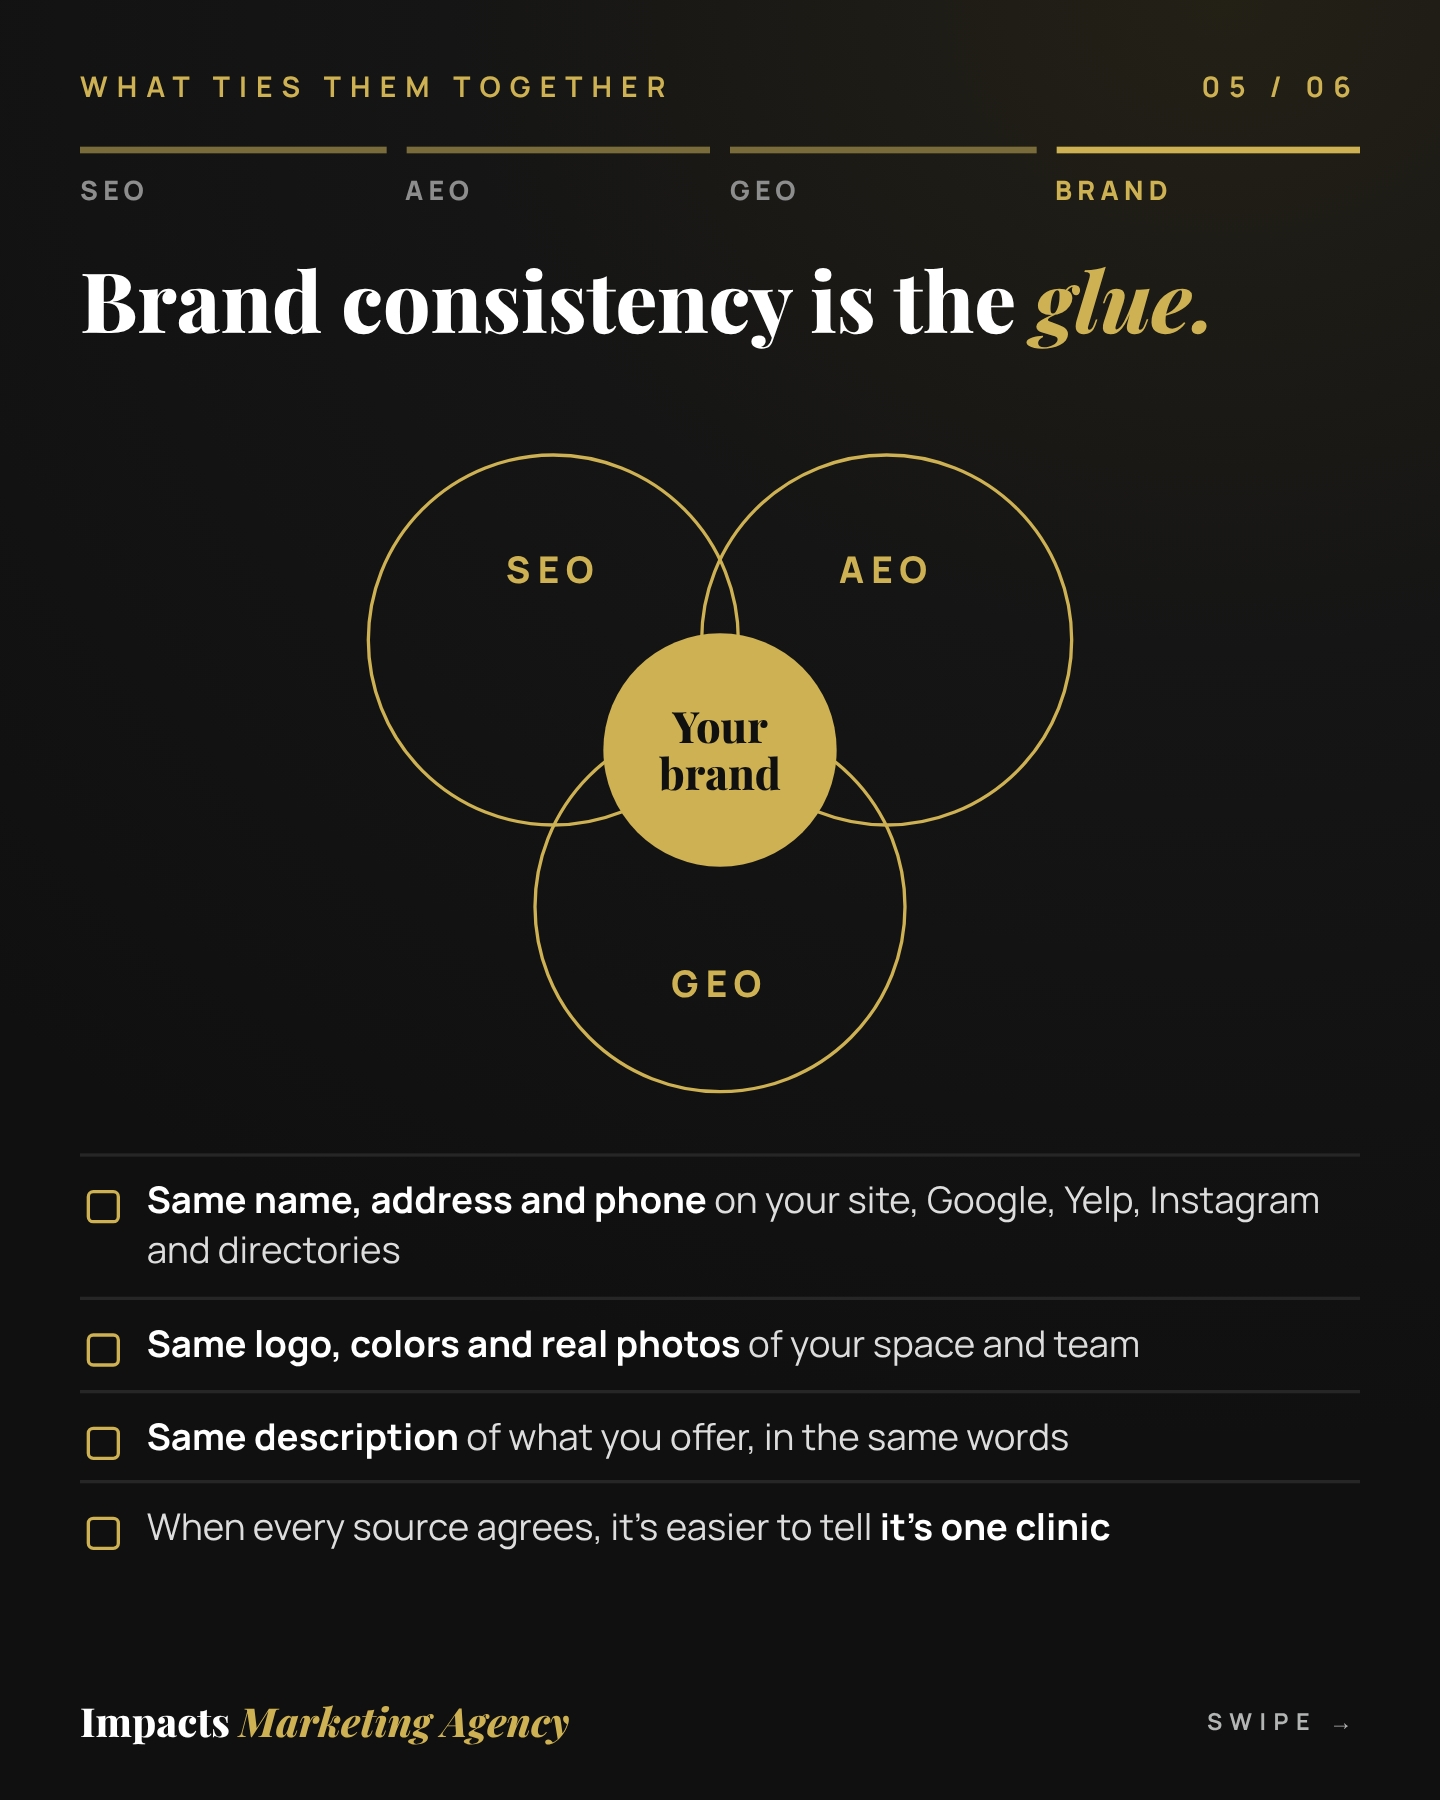 WHAT TIES THEM TOGETHER
05 / 06
SEO
AEO
GEO
BRAND
Brand consistency is the glue.
SEO
AEO
Your
brand
GEO
Same name, address and phone on your site, Google, Yelp, Instagram
and directories
Same logo, colors and real photos of your space and team
Same description of what you offer, in the same words
When every source agrees, it’s easier to tell it’s one clinic
Impacts Marketing Agency
SWIPE →